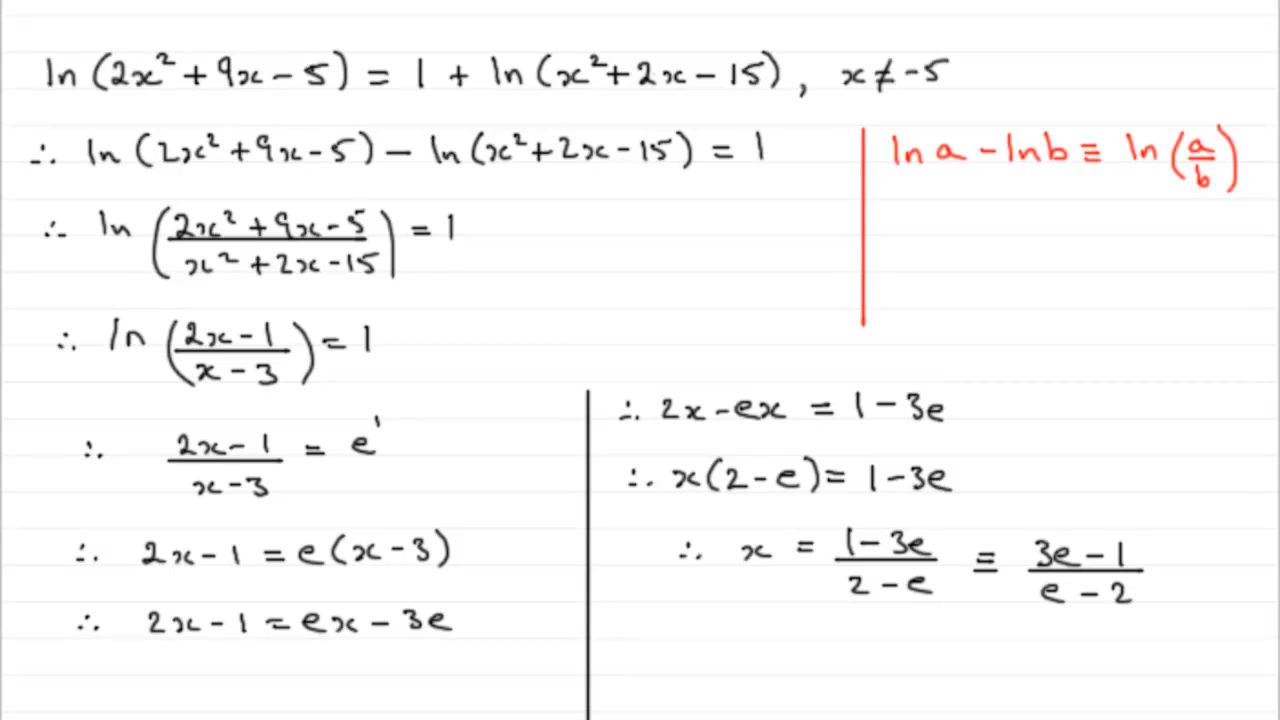 ln (2x² + 9x - 5) = 1 + ln (x² + 2x - 15), x ≠ -5
∴ ln (2x² + 9x - 5) - ln (x² + 2x - 15) = 1
ln a - ln b ≡ ln (a/b)
∴ ln ((2x² + 9x - 5)/(x² + 2x - 15)) = 1
∴ ln ((2x - 1)/(x - 3)) = 1
∴ (2x - 1)/(x - 3) = e¹
∴ 2x - 1 = e(x - 3)
∴ 2x - 1 = ex - 3e
∴ 2x - ex = 1 - 3e
∴ x(2 - e) = 1 - 3e
∴ x = (1 - 3e)/(2 - e) = (3e - 1)/(e - 2)